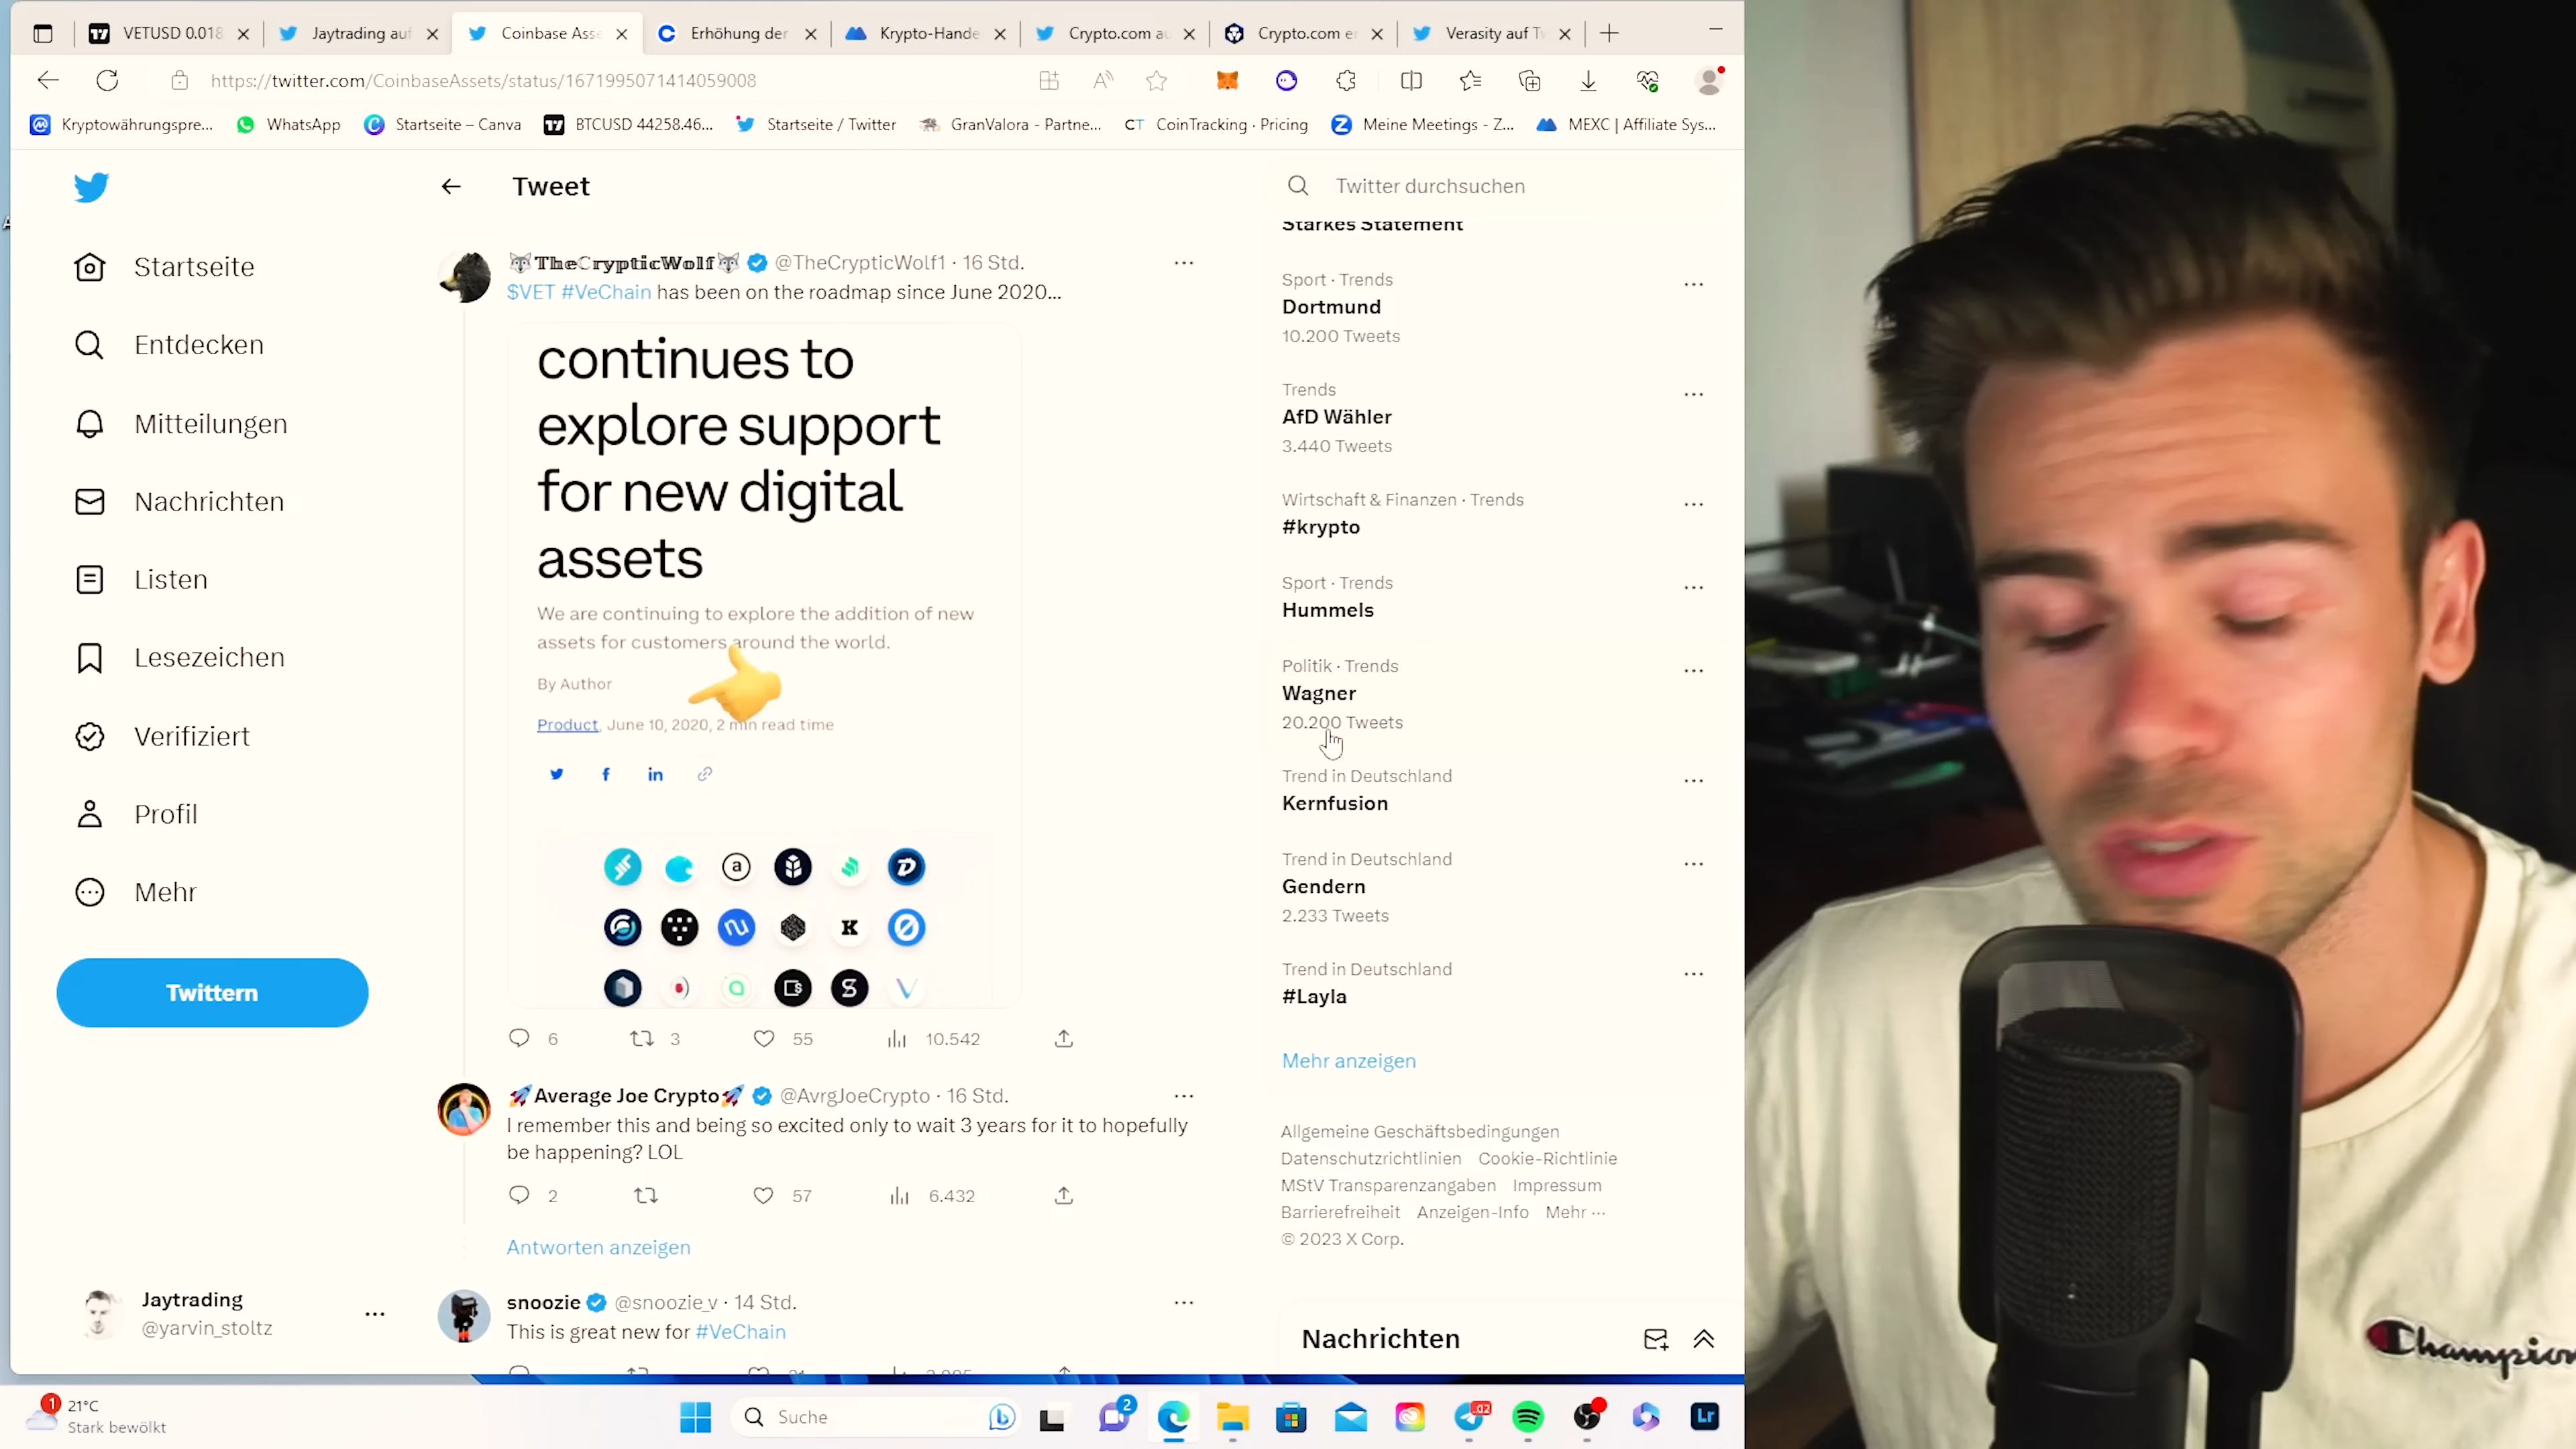 VETUSD 0.018
Jaytrading auf
Coinbase Asse
Erhöhung der
Krypto-Hande
Crypto.com au
Crypto.com er
Verasity auf Tw
https://twitter.com/CoinbaseAssets/status/1671995071414059008
Kryptowährungspre...
WhatsApp
Startseite – Canva
BTCUSD 44258.46...
Startseite / Twitter
GranValora - Partne...
CT CoinTracking · Pricing
Meine Meetings - Z...
MEXC | Affiliate Sys...
Startseite
Entdecken
Mitteilungen
Nachrichten
Listen
Lesezeichen
Verifiziert
Profil
Mehr
Twittern
Jaytrading
@yarvin_stoltz
Tweet
🐺TheCrypticWolf🐺 @TheCrypticWolf1 · 16 Std.
$VET #VeChain has been on the roadmap since June 2020...
continues to
explore support
for new digital
assets
We are continuing to explore the addition of new
assets for customers around the world.
By Author
Product, June 10, 2020, 2 min read time
6 3 55 10.542
🚀Average Joe Crypto🚀 @AvrgJoeCrypto · 16 Std.
I remember this and being so excited only to wait 3 years for it to hopefully
be happening? LOL
2 57 6.432
Antworten anzeigen
snoozie @snoozie_v · 14 Std.
This is great new for #VeChain
Twitter durchsuchen
Starkes Statement
Sport · Trends
Dortmund
10.200 Tweets
Trends
AfD Wähler
3.440 Tweets
Wirtschaft & Finanzen · Trends
#krypto
Sport · Trends
Hummels
Politik · Trends
Wagner
20.200 Tweets
Trend in Deutschland
Kernfusion
Trend in Deutschland
Gendern
2.233 Tweets
Trend in Deutschland
#Layla
Mehr anzeigen
Allgemeine Geschäftsbedingungen
Datenschutzrichtlinien Cookie-Richtlinie
MStV Transparenzangaben Impressum
Barrierefreiheit Anzeigen-Info Mehr ···
© 2023 X Corp.
Nachrichten
Champion
1
21°C
Stark bewölkt
Suche
2
.02
Lr